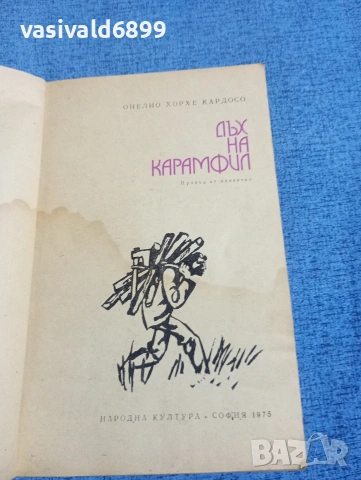 vasivald6899
ОНЕЛИО ХОРХЕ КАРДОСО
ДЪХ
НА
КАРАМФИЛ
Превод от испански
НАРОДНА КУЛТУРА • СОФИЯ 1975
BAZAR